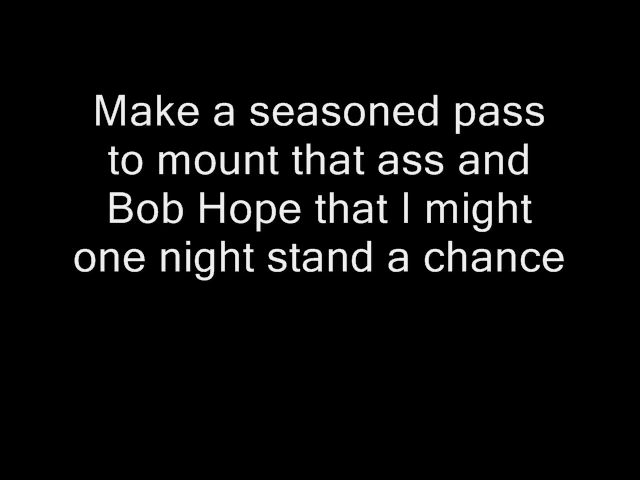 Make a seasoned pass
to mount that ass and
Bob Hope that I might
one night stand a chance